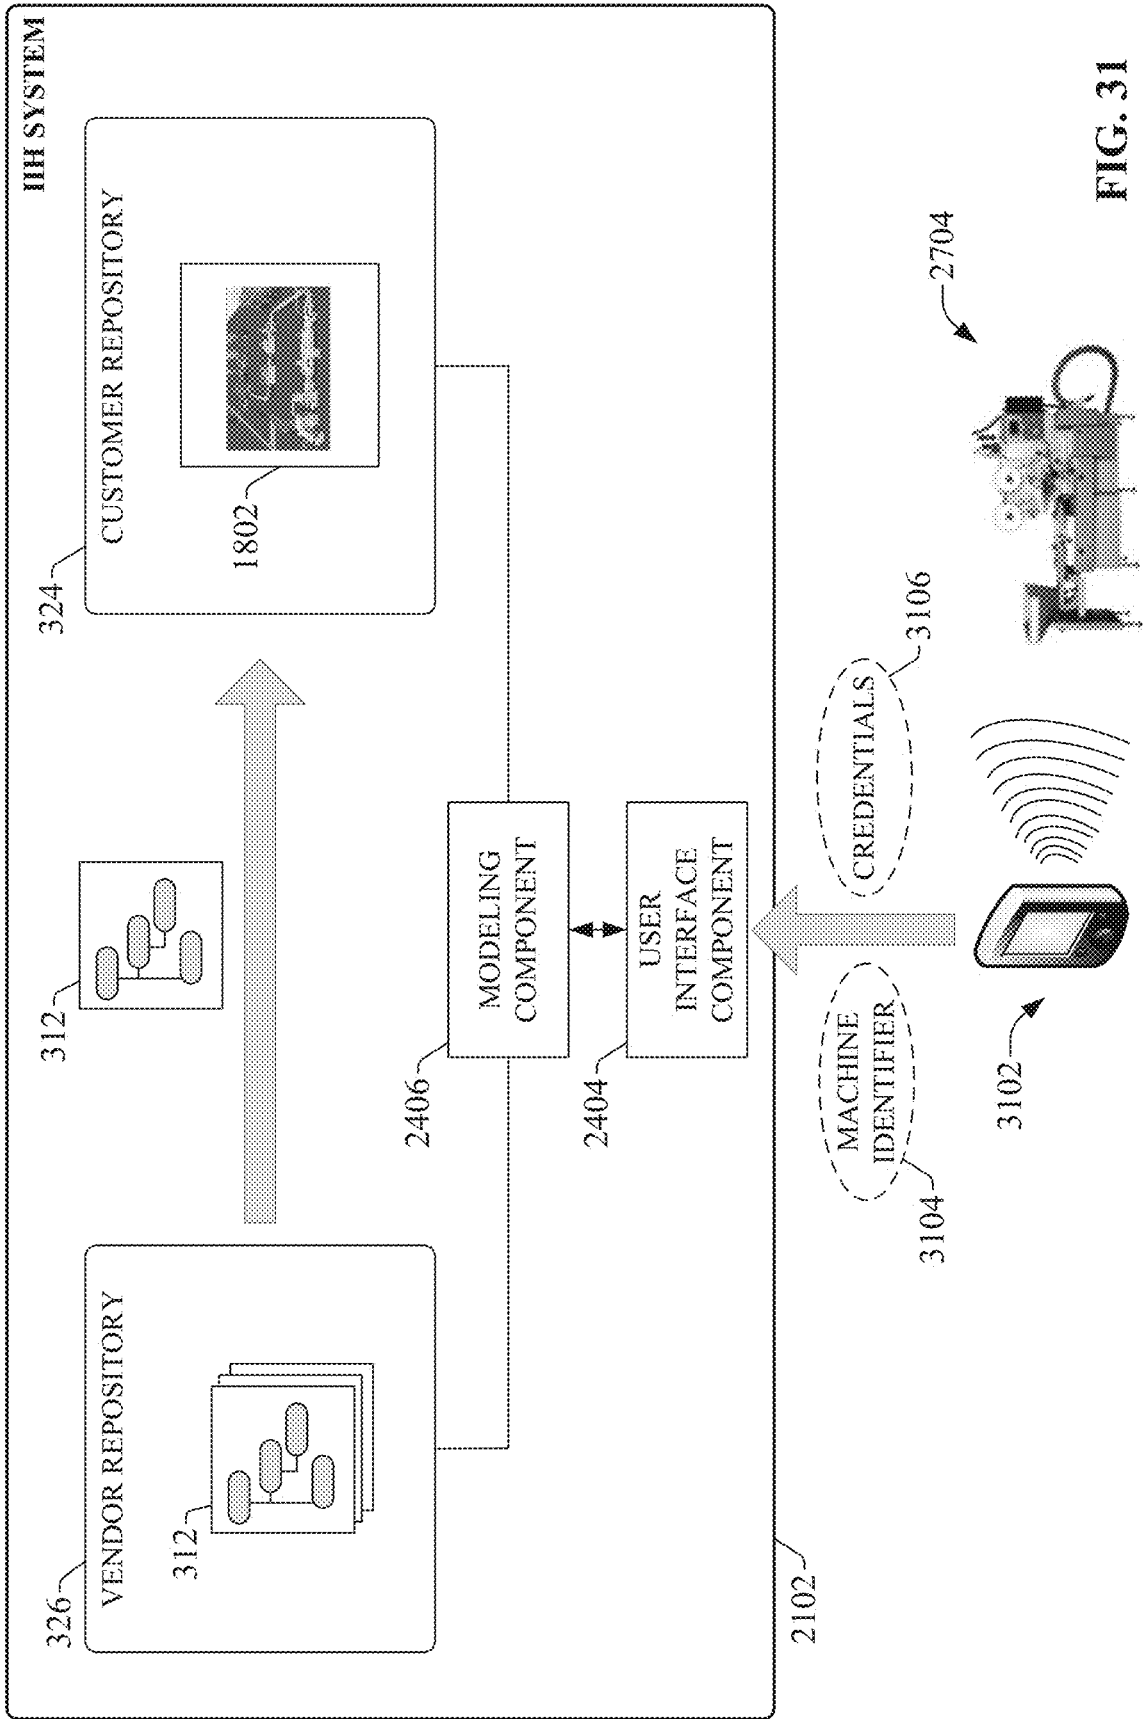 IIH SYSTEM
326
VENDOR REPOSITORY
312
312
324
CUSTOMER REPOSITORY
1802
2406
MODELING
COMPONENT
2404
USER
INTERFACE
COMPONENT
2102
3104
MACHINE
IDENTIFIER
CREDENTIALS
3106
3102
2704
FIG. 31